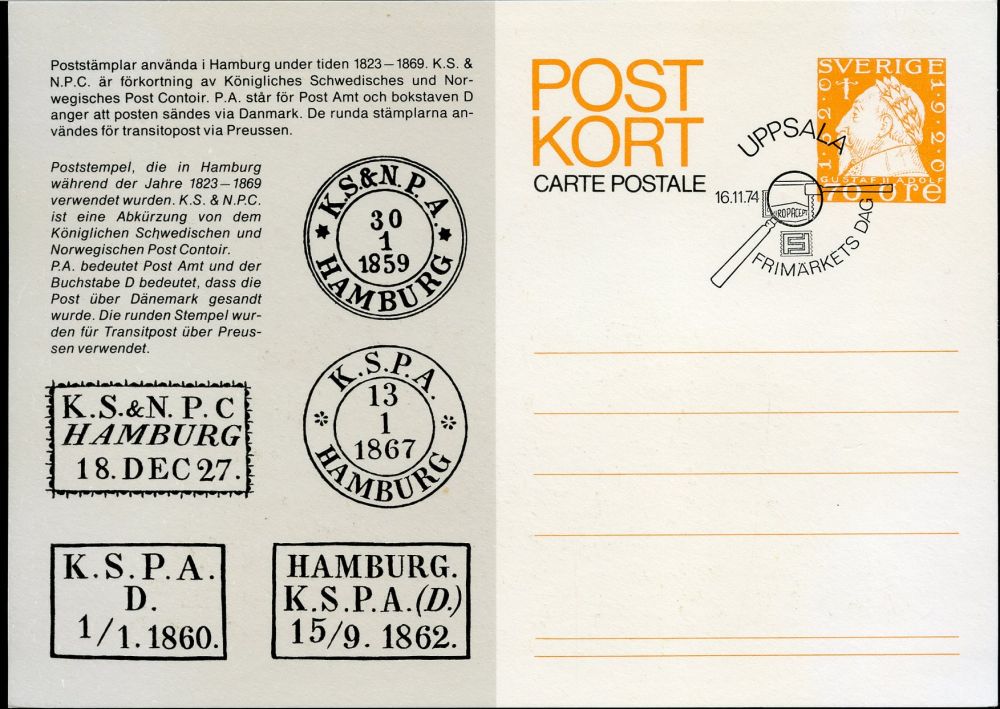 Poststämplar använda i Hamburg under tiden 1823–1869. K.S. &
N.P.C. är förkortning av Königliches Schwedisches und Nor-
wegisches Post Contoir. P.A. står för Post Amt och bokstaven D
anger att posten sändes via Danmark. De runda stämplarna an-
vändes för transitopost via Preussen.
Poststempel, die in Hamburg
während der Jahre 1823–1869
verwendet wurden. K.S. & N.P.C.
ist eine Abkürzung von dem
Königlichen Schwedischen und
Norwegischen Post Contoir.
P.A. bedeutet Post Amt und der
Buchstabe D bedeutet, dass die
Post über Dänemark gesandt
wurde. Die runden Stempel wur-
den für Transitpost über Preus-
sen verwendet.
K.S.&N.P.A.
30
1
1859
HAMBURG
K.S.P.A.
13
1
1867
HAMBURG
K.S.&N.P.C
HAMBURG
18.DEC 27.
K.S.P.A.
D.
1/1.1860.
HAMBURG.
K.S.P.A.(D.)
15/9. 1862.
POST
KORT
CARTE POSTALE
SVERIGE
1520
1920
GUSTAF II ADOLF
70 öre
UPPSALA
16.11.74
FRIMÄRKETS DAG